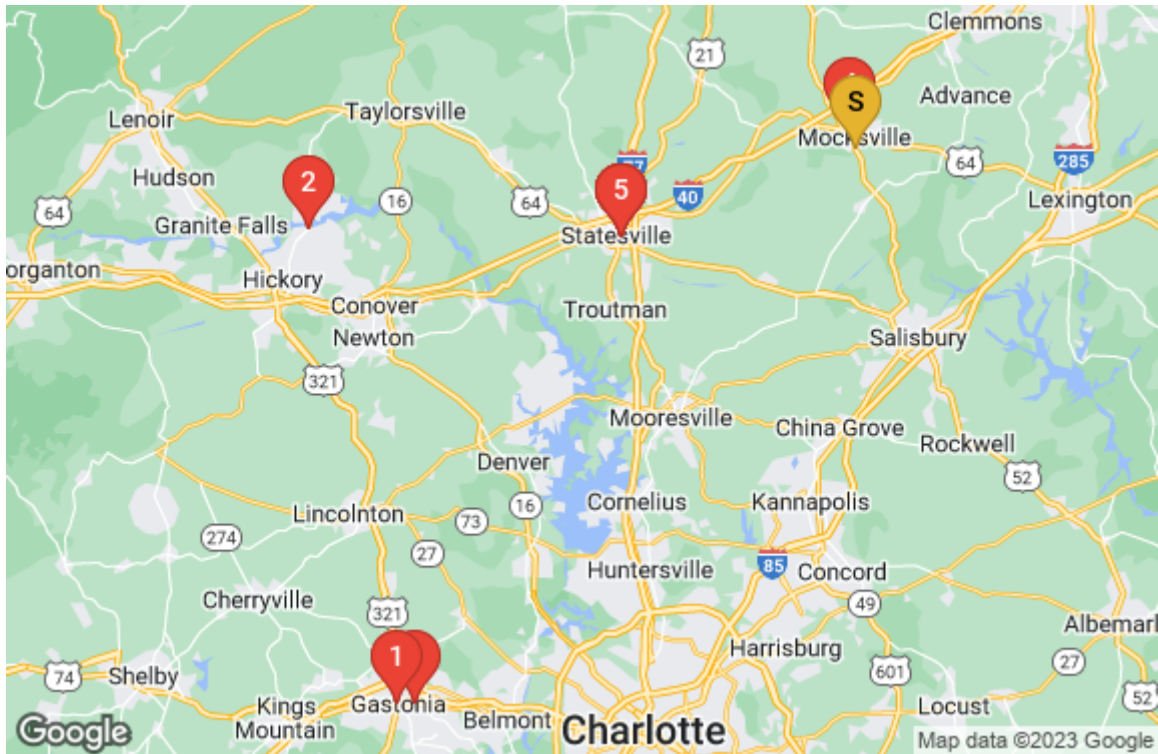 Clemmons
21
Taylorsville
S
Advance
Lenoir
Mocksville
Hudson
2
77
64
285
16
64
5
40
64
Lexington
Granite Falls
Statesville
organton
Hickory
Conover
Troutman
Newton
Salisbury
321
Mooresville
China Grove
Rockwell
Denver
52
16
Cornelius
Kannapolis
Lincolnton
73
274
27
85
Huntersville
Concord
Cherryville
49
321
Albemarl
Harrisburg
1
27
74
Shelby
601
52
Kings
Mountain
Gastonia
Belmont
Locust
Charlotte
Google
Map data ©2023 Google